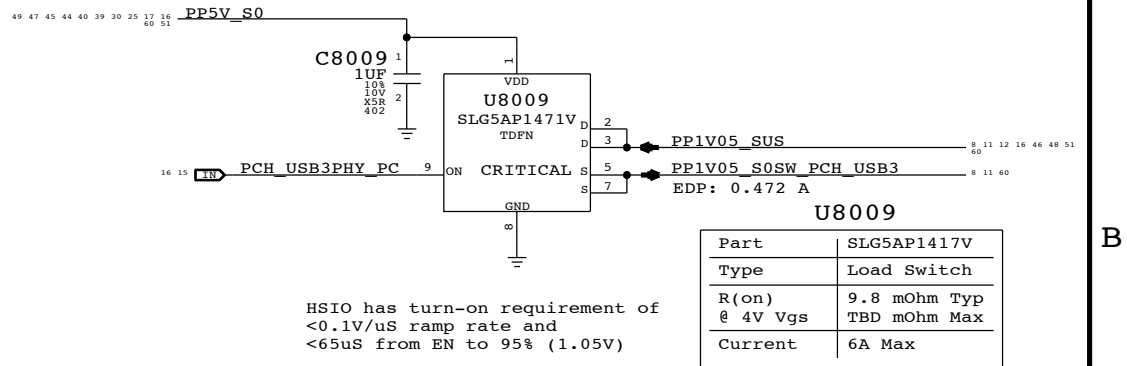 49 47 45 44 40 39 30 25 17 16
60 51
PP5V_S0
C8009
1
1UF
10%
10V
X5R
402
2
1
VDD
U8009
SLG5AP1471V
TDFN
D 2
D 3
PP1V05_SUS
8 11 12 16 46 48 51
60
16 15
IN
PCH_USB3PHY_PC
9
ON
CRITICAL
S 5
PP1V05_S0SW_PCH_USB3
8 11 60
S 7
EDP: 0.472 A
GND
8
U8009
B
Part SLG5AP1417V
Type Load Switch
R(on) 9.8 mOhm Typ
@ 4V Vgs TBD mOhm Max
Current 6A Max
HSIO has turn-on requirement of
<0.1V/uS ramp rate and
<65uS from EN to 95% (1.05V)